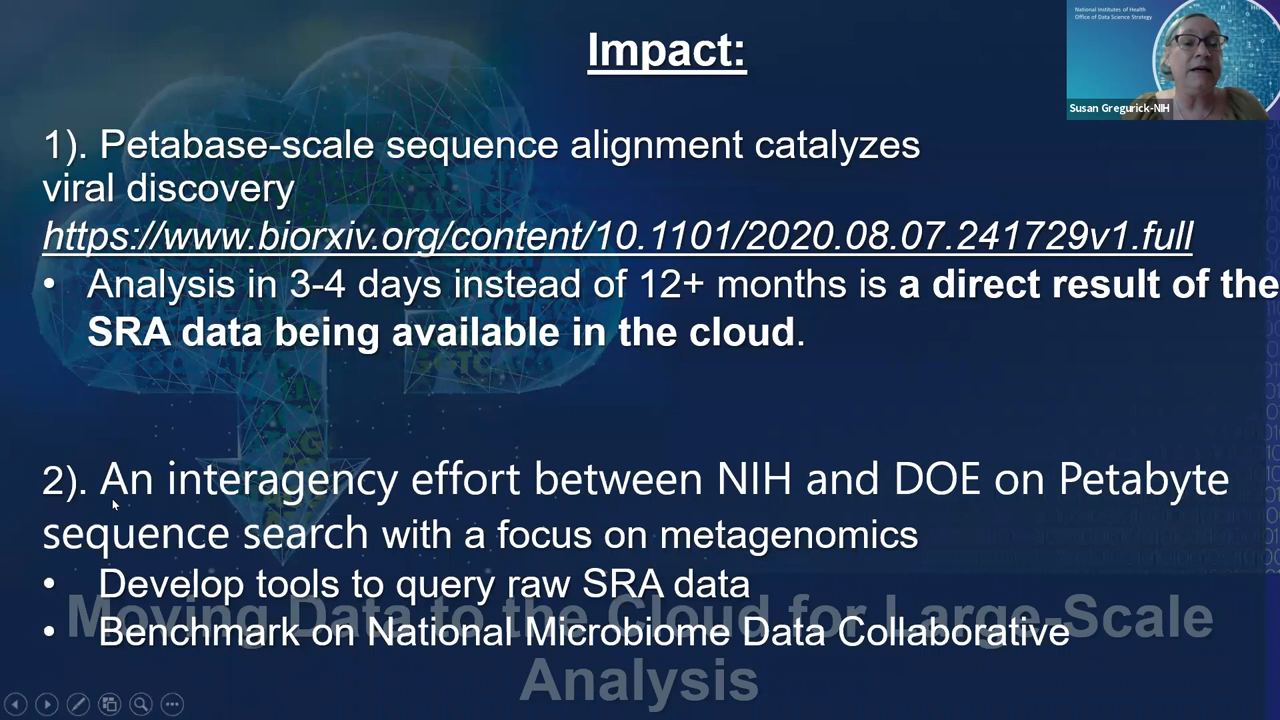 National Institutes of Health
Office of Data Science Strategy
Susan Gregurick-NIH
Impact:
1). Petabase-scale sequence alignment catalyzes
viral discovery
https://www.biorxiv.org/content/10.1101/2020.08.07.241729v1.full
• Analysis in 3-4 days instead of 12+ months is a direct result of the
SRA data being available in the cloud.
2). An interagency effort between NIH and DOE on Petabyte
sequence search with a focus on metagenomics
• Develop tools to query raw SRA data
• Benchmark on National Microbiome Data Collaborative
Moving Data to the Cloud for Large-Scale
Analysis